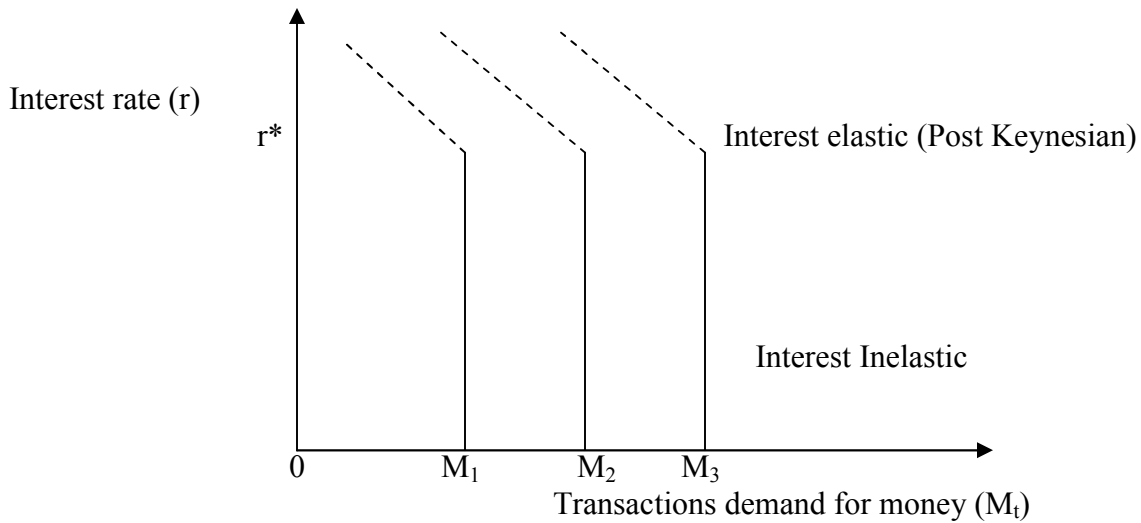 Interest rate (r)
r*
Interest elastic (Post Keynesian)
Interest Inelastic
0 M₁ M₂ M₃
Transactions demand for money (Mₜ)